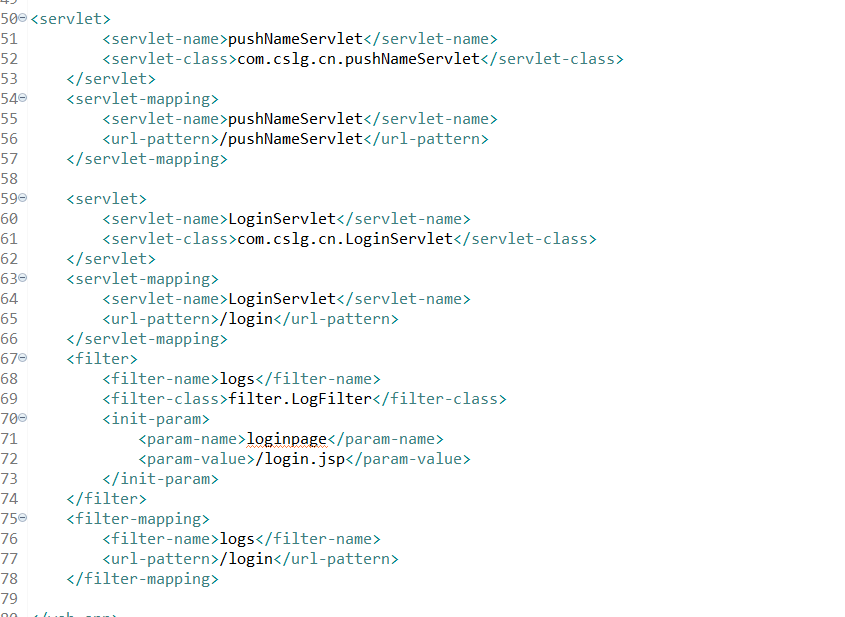 50 <servlet>
51 <servlet-name>pushNameServlet</servlet-name>
52 <servlet-class>com.cslg.cn.pushNameServlet</servlet-class>
53 </servlet>
54 <servlet-mapping>
55 <servlet-name>pushNameServlet</servlet-name>
56 <url-pattern>/pushNameServlet</url-pattern>
57 </servlet-mapping>
58
59 <servlet>
60 <servlet-name>LoginServlet</servlet-name>
61 <servlet-class>com.cslg.cn.LoginServlet</servlet-class>
62 </servlet>
63 <servlet-mapping>
64 <servlet-name>LoginServlet</servlet-name>
65 <url-pattern>/login</url-pattern>
66 </servlet-mapping>
67 <filter>
68 <filter-name>logs</filter-name>
69 <filter-class>filter.LogFilter</filter-class>
70 <init-param>
71 <param-name>loginpage</param-name>
72 <param-value>/login.jsp</param-value>
73 </init-param>
74 </filter>
75 <filter-mapping>
76 <filter-name>logs</filter-name>
77 <url-pattern>/login</url-pattern>
78 </filter-mapping>
79